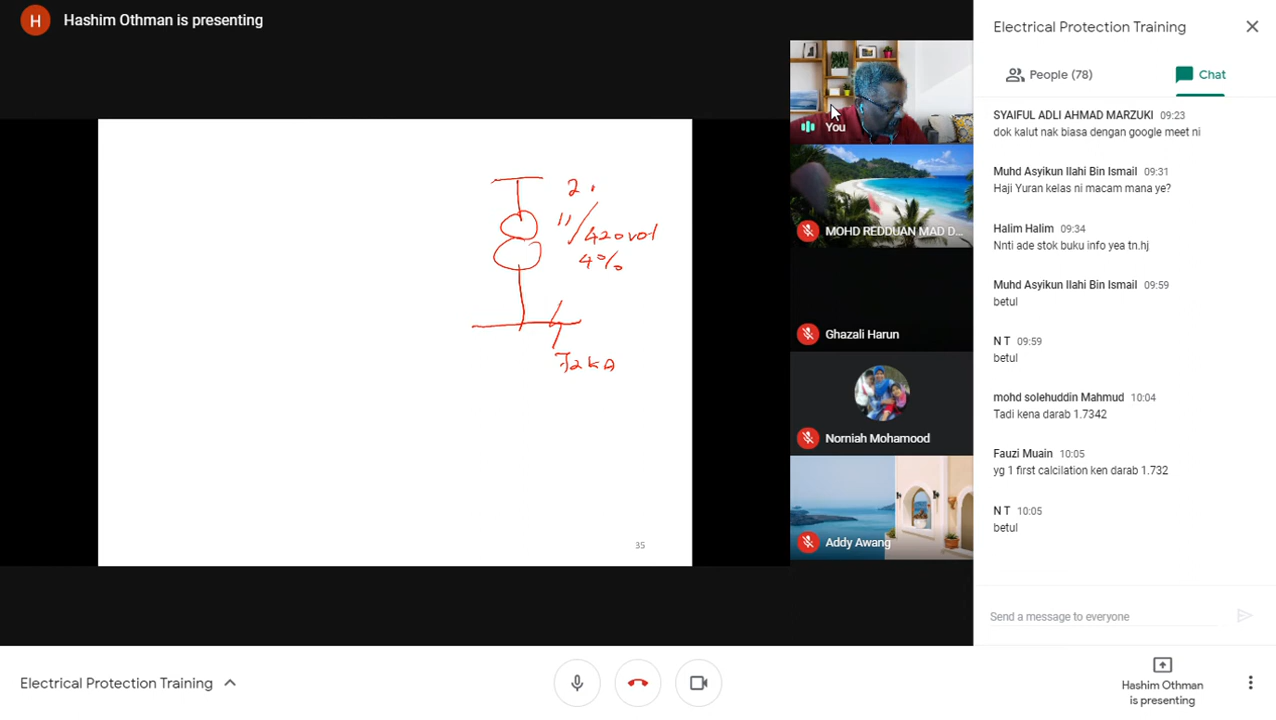 H
Hashim Othman is presenting
2.
11/420 vol
4%
72 kA
35
You
MOHD REDDUAN MAD D...
Ghazali Harun
Norniah Mohamood
Addy Awang
Electrical Protection Training
People (78)
Chat
SYAIFUL ADLI AHMAD MARZUKI 09:23
dok kalut nak biasa dengan google meet ni
Muhd Asyikun Ilahi Bin Ismail 09:31
Haji Yuran kelas ni macam mana ye?
Halim Halim 09:34
Nnti ade stok buku info yea tn.hj
Muhd Asyikun Ilahi Bin Ismail 09:59
betul
N T 09:59
betul
mohd solehuddin Mahmud 10:04
Tadi kena darab 1.7342
Fauzi Muain 10:05
yg 1 first calcilation ken darab 1.732
N T 10:05
betul
Send a message to everyone
Electrical Protection Training
Hashim Othman
is presenting